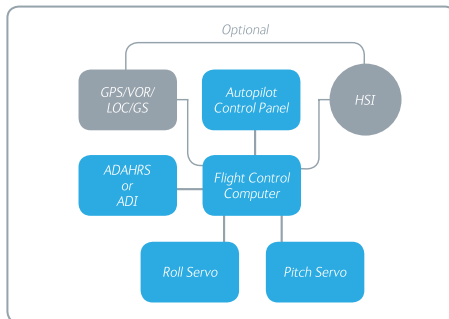 Optional
GPS/VOR/
LOC/GS
Autopilot
Control Panel
HSI
ADAHRS
or
ADI
Flight Control
Computer
Roll Servo
Pitch Servo